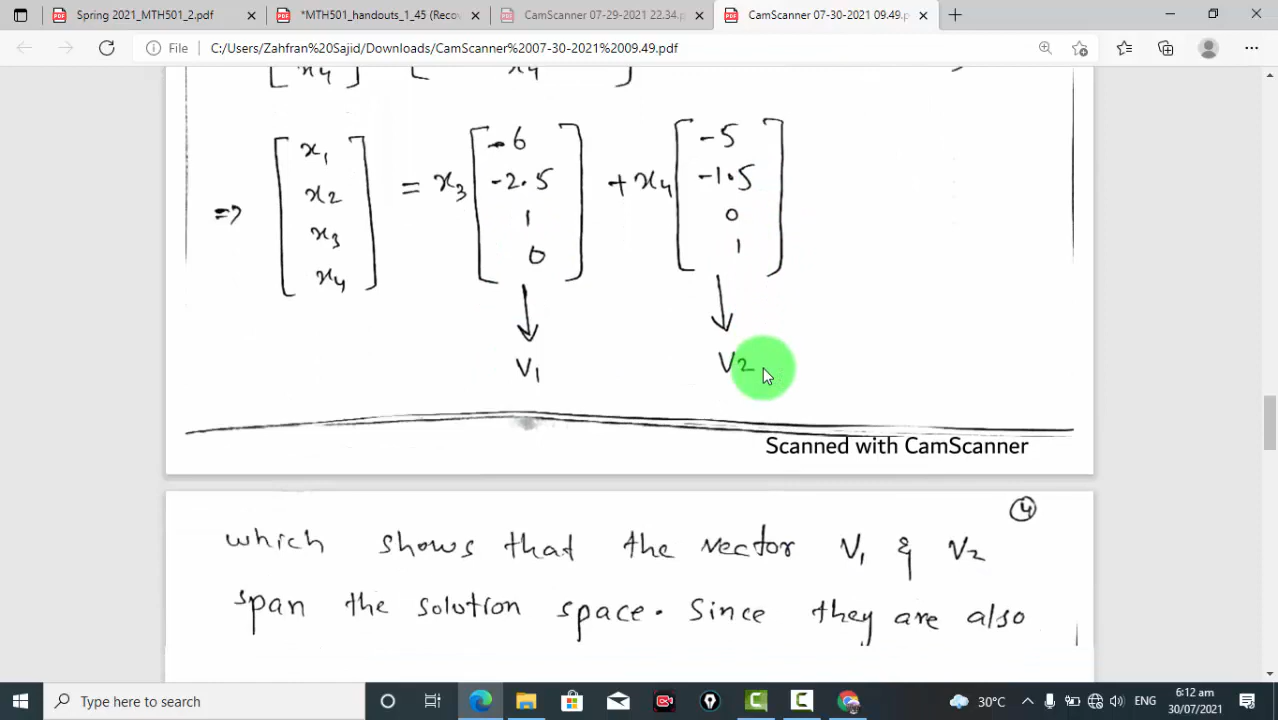 Spring 2021_MTH501_2.pdf
*MTH501_handouts_1_45 (Recov
CamScanner 07-29-2021 22.34.p
CamScanner 07-30-2021 09.49.p
File
C:/Users/Zahfran%20Sajid/Downloads/CamScanner%2007-30-2021%2009.49.pdf
[x4] [x4]
=> [x1 x2 x3 x4] = x3 [-6 -2.5 1 0] + x4 [-5 -1.5 0 1]
V1 V2
Scanned with CamScanner
4
which shows that the vector V1 & V2
span the solution space. Since they are also
Type here to search
30°C
ENG
6:12 am
30/07/2021